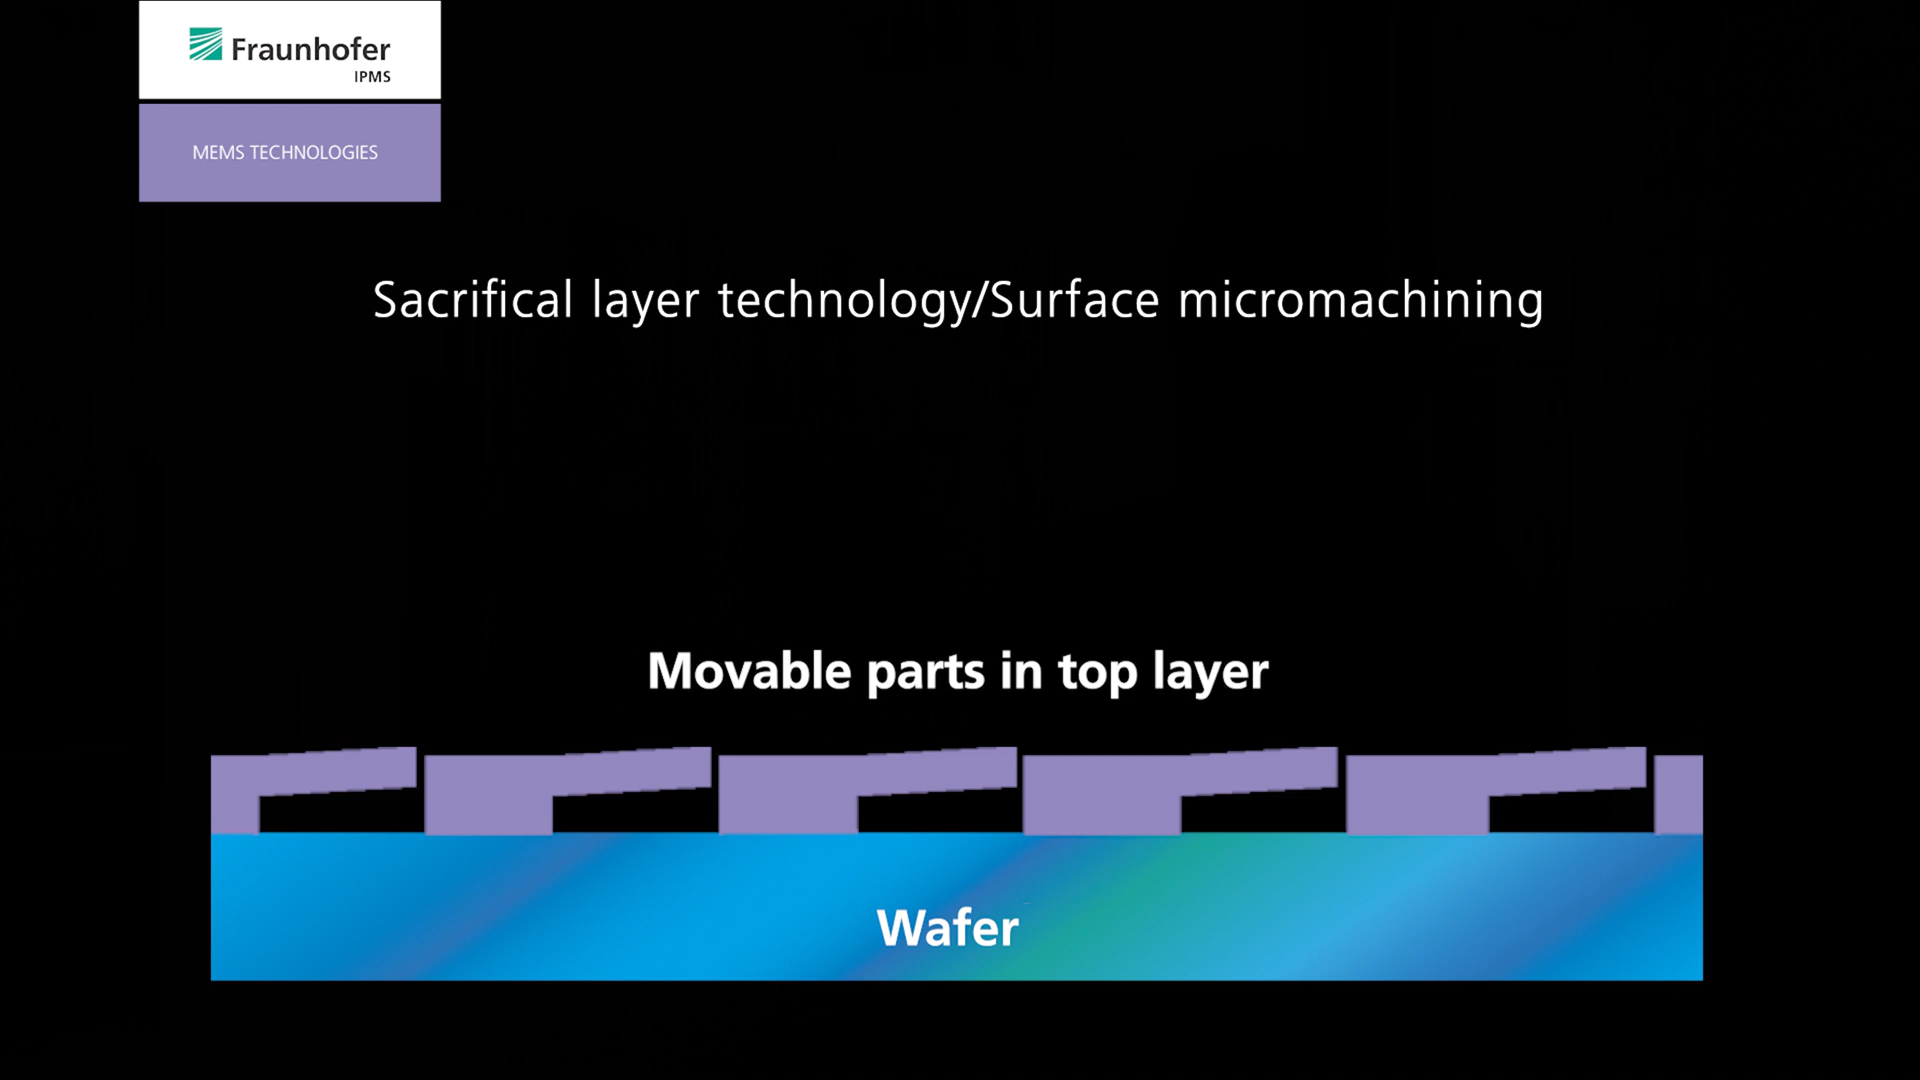 Fraunhofer
IPMS
MEMS TECHNOLOGIES
Sacrifical layer technology/Surface micromachining
Movable parts in top layer
Wafer